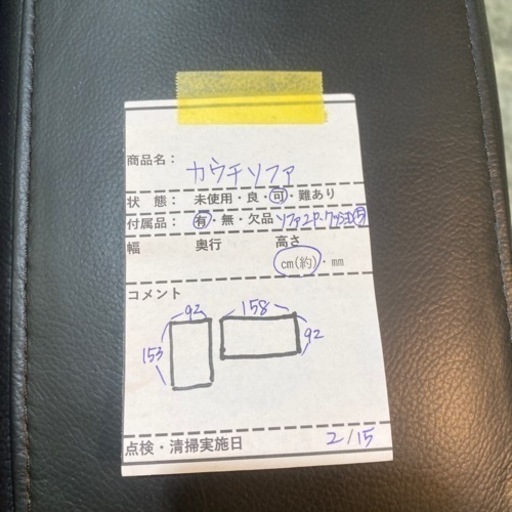 商品名: カウチソファ
状 態: 未使用・良・可・難あり
付属品: 有・無・欠品 ソファ2P・クッション⑤
幅 奥行 高さ
cm(約)・mm
コメント
92 158
153 92
点検・清掃実施日 2/15